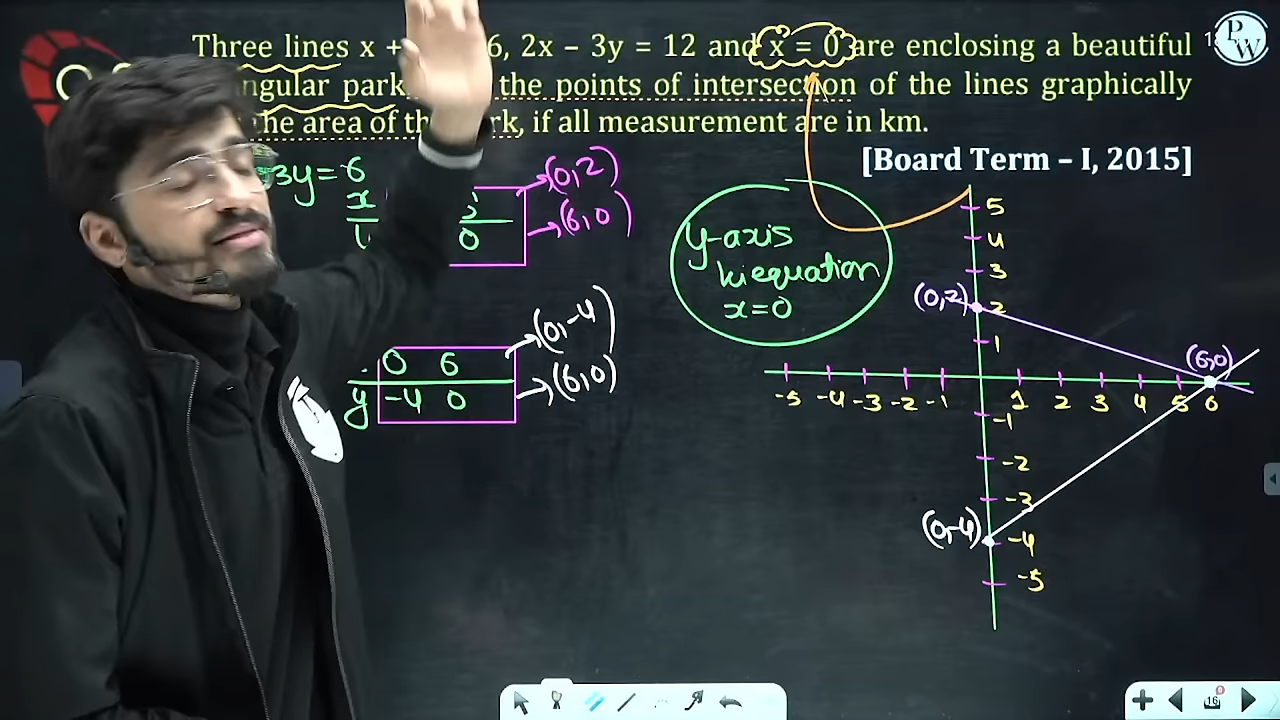 Three lines x + 6, 2x – 3y = 12 and x = 0 are enclosing a beautiful
ngular park the points of intersection of the lines graphically
he area of th rk, if all measurement are in km.
[Board Term – I, 2015]
PW
3y=6
x
0
(0,2)
(6,0)
y-axis
ki equation
x=0
0 6
y -4 0
(0,-4)
(6,0)
5
4
3
2
1
(0,2)
(6,0)
-5 -4 -3 -2 -1 1 2 3 4 5 6
-1
-2
-3
-4
-5
(0,-4)
16